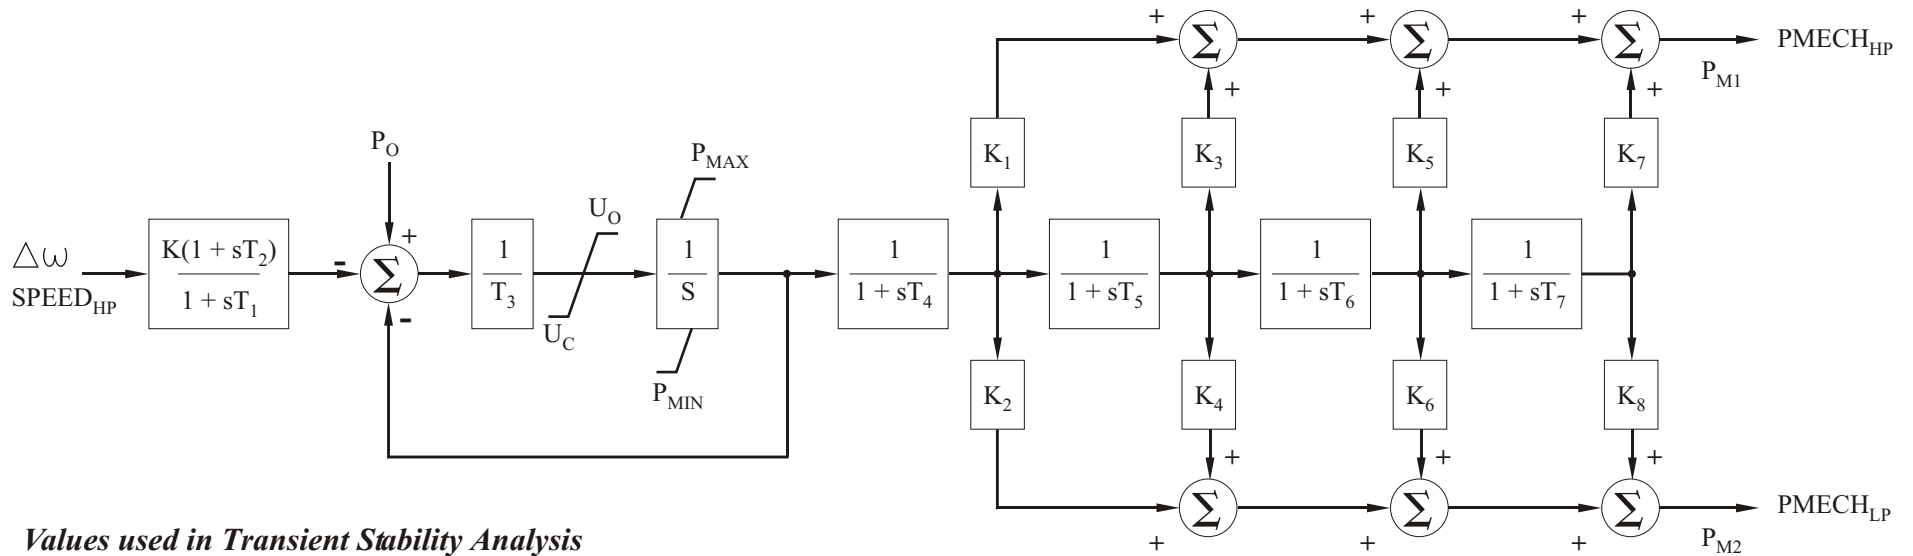 Δω
SPEED_HP
K(1 + sT_2)
1 + sT_1
P_O
+
-
-
Σ
1
T_3
U_O
U_C
P_MAX
1
S
P_MIN
1
1 + sT_4
K_1
K_2
1
1 + sT_5
K_3
K_4
1
1 + sT_6
K_5
K_6
1
1 + sT_7
K_7
K_8
+
Σ
+
+
Σ
+
+
Σ
+
P_M1
PMECH_HP
+
Σ
+
+
Σ
+
+
Σ
+
P_M2
PMECH_LP
Values used in Transient Stability Analysis